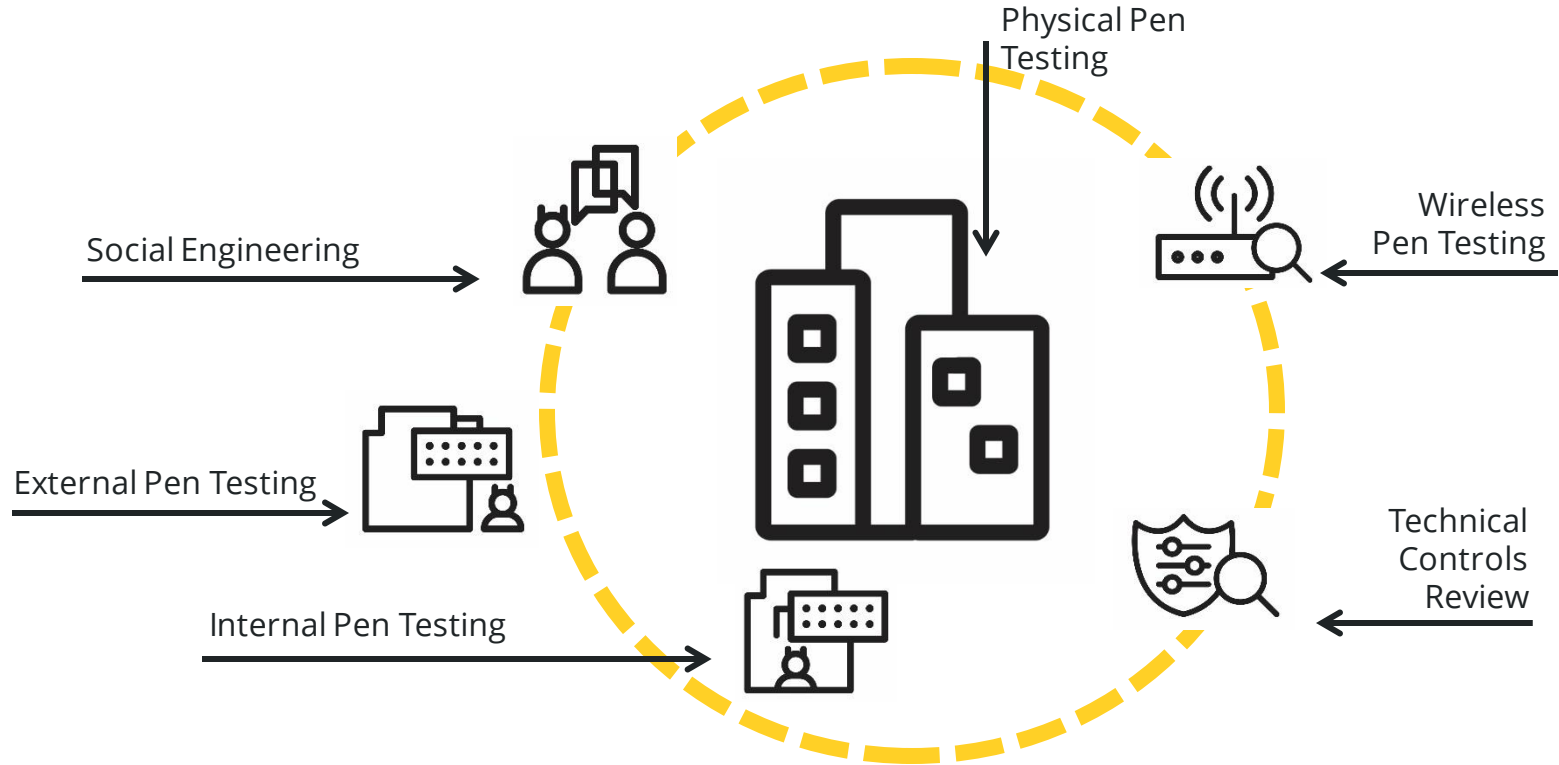 Physical Pen
Testing
Social Engineering
Wireless
Pen Testing
External Pen Testing
Technical
Controls
Review
Internal Pen Testing